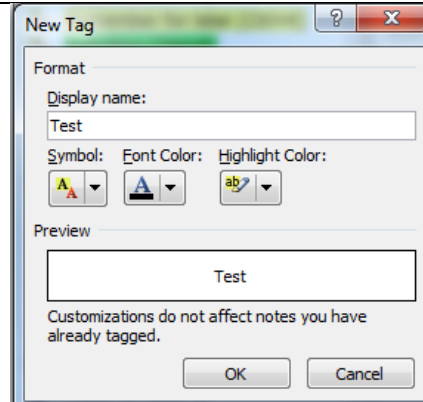 New Tag
Format
Display name:
Test
Symbol: Font Color: Highlight Color:
Preview
Test
Customizations do not affect notes you have
already tagged.
OK Cancel